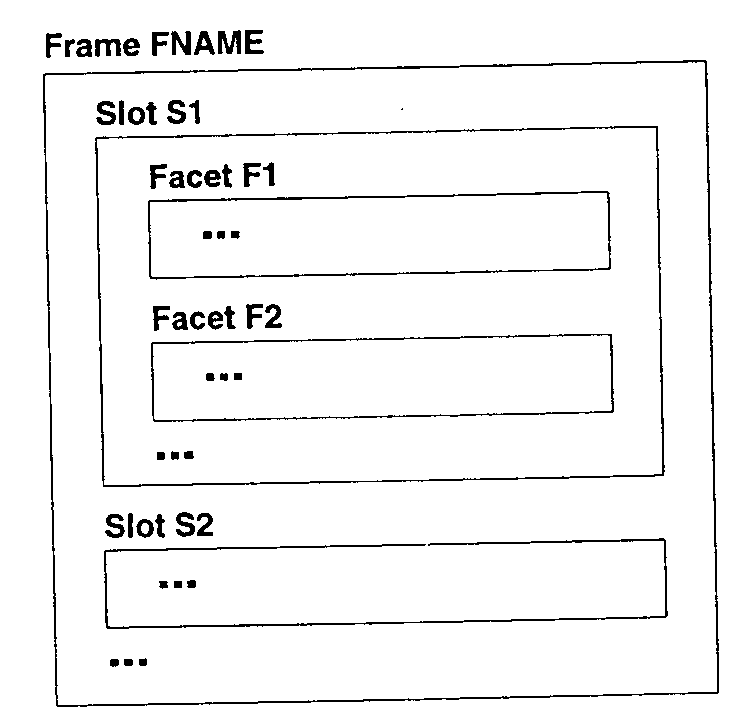 Frame FNAME
Slot S1
Facet F1
...
Facet F2
...
...
Slot S2
...
...